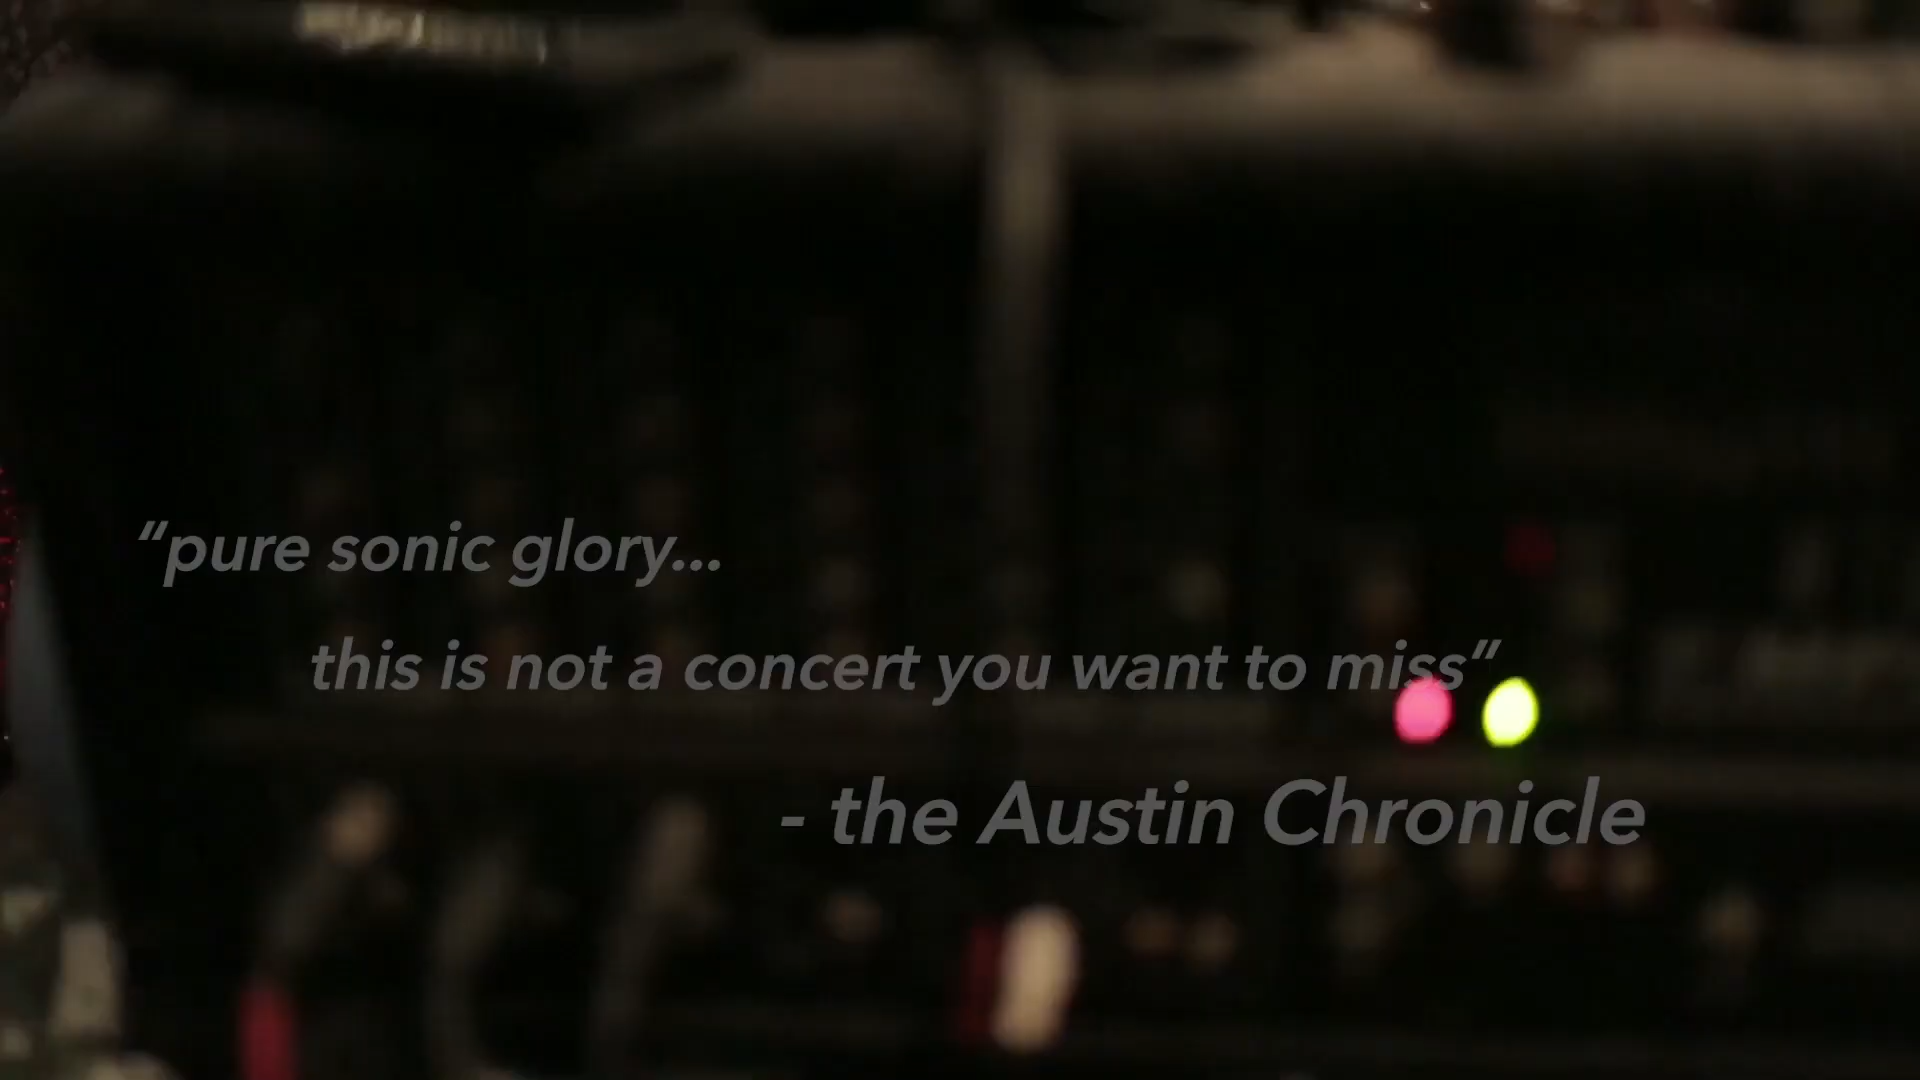 “pure sonic glory...
this is not a concert you want to miss”
- the Austin Chronicle